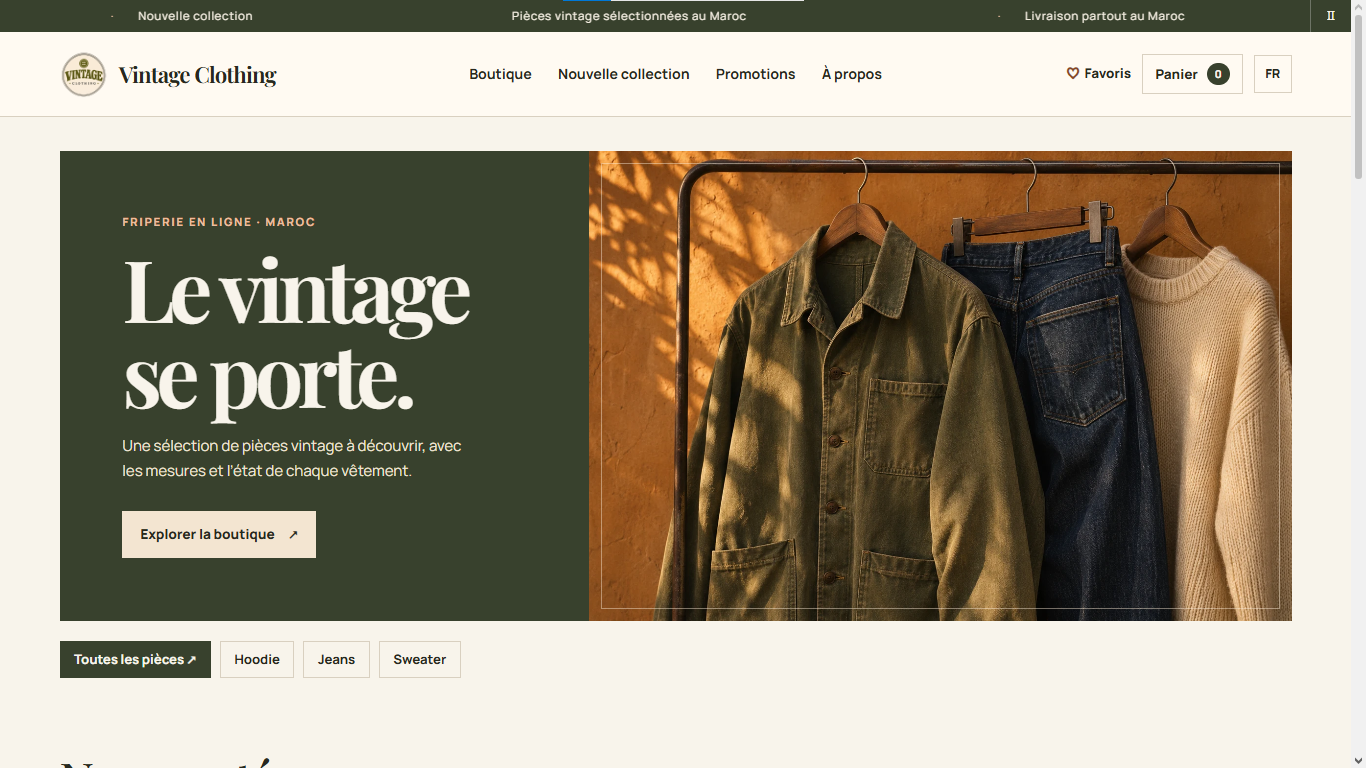 · Nouvelle collection
Pièces vintage sélectionnées au Maroc
· Livraison partout au Maroc
VINTAGE
CLOTHING
Vintage Clothing
Boutique
Nouvelle collection
Promotions
À propos
Favoris
Panier 0
FR
FRIPERIE EN LIGNE · MAROC
Le vintage
se porte.
Une sélection de pièces vintage à découvrir, avec
les mesures et l'état de chaque vêtement.
Explorer la boutique ↗
Toutes les pièces ↗
Hoodie
Jeans
Sweater